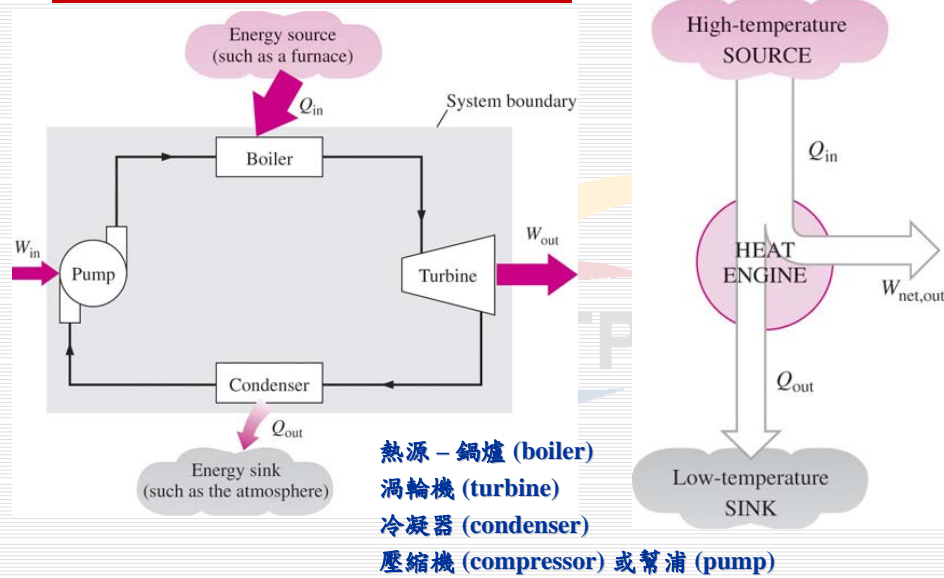 Energy source
(such as a furnace)
Q_in
System boundary
Boiler
W_in
Pump
W_out
Turbine
Condenser
Q_out
Energy sink
(such as the atmosphere)
High-temperature
SOURCE
Q_in
HEAT
ENGINE
W_net,out
Q_out
Low-temperature
SINK
熱源 – 鍋爐 (boiler)
渦輪機 (turbine)
冷凝器 (condenser)
壓縮機 (compressor) 或幫浦 (pump)